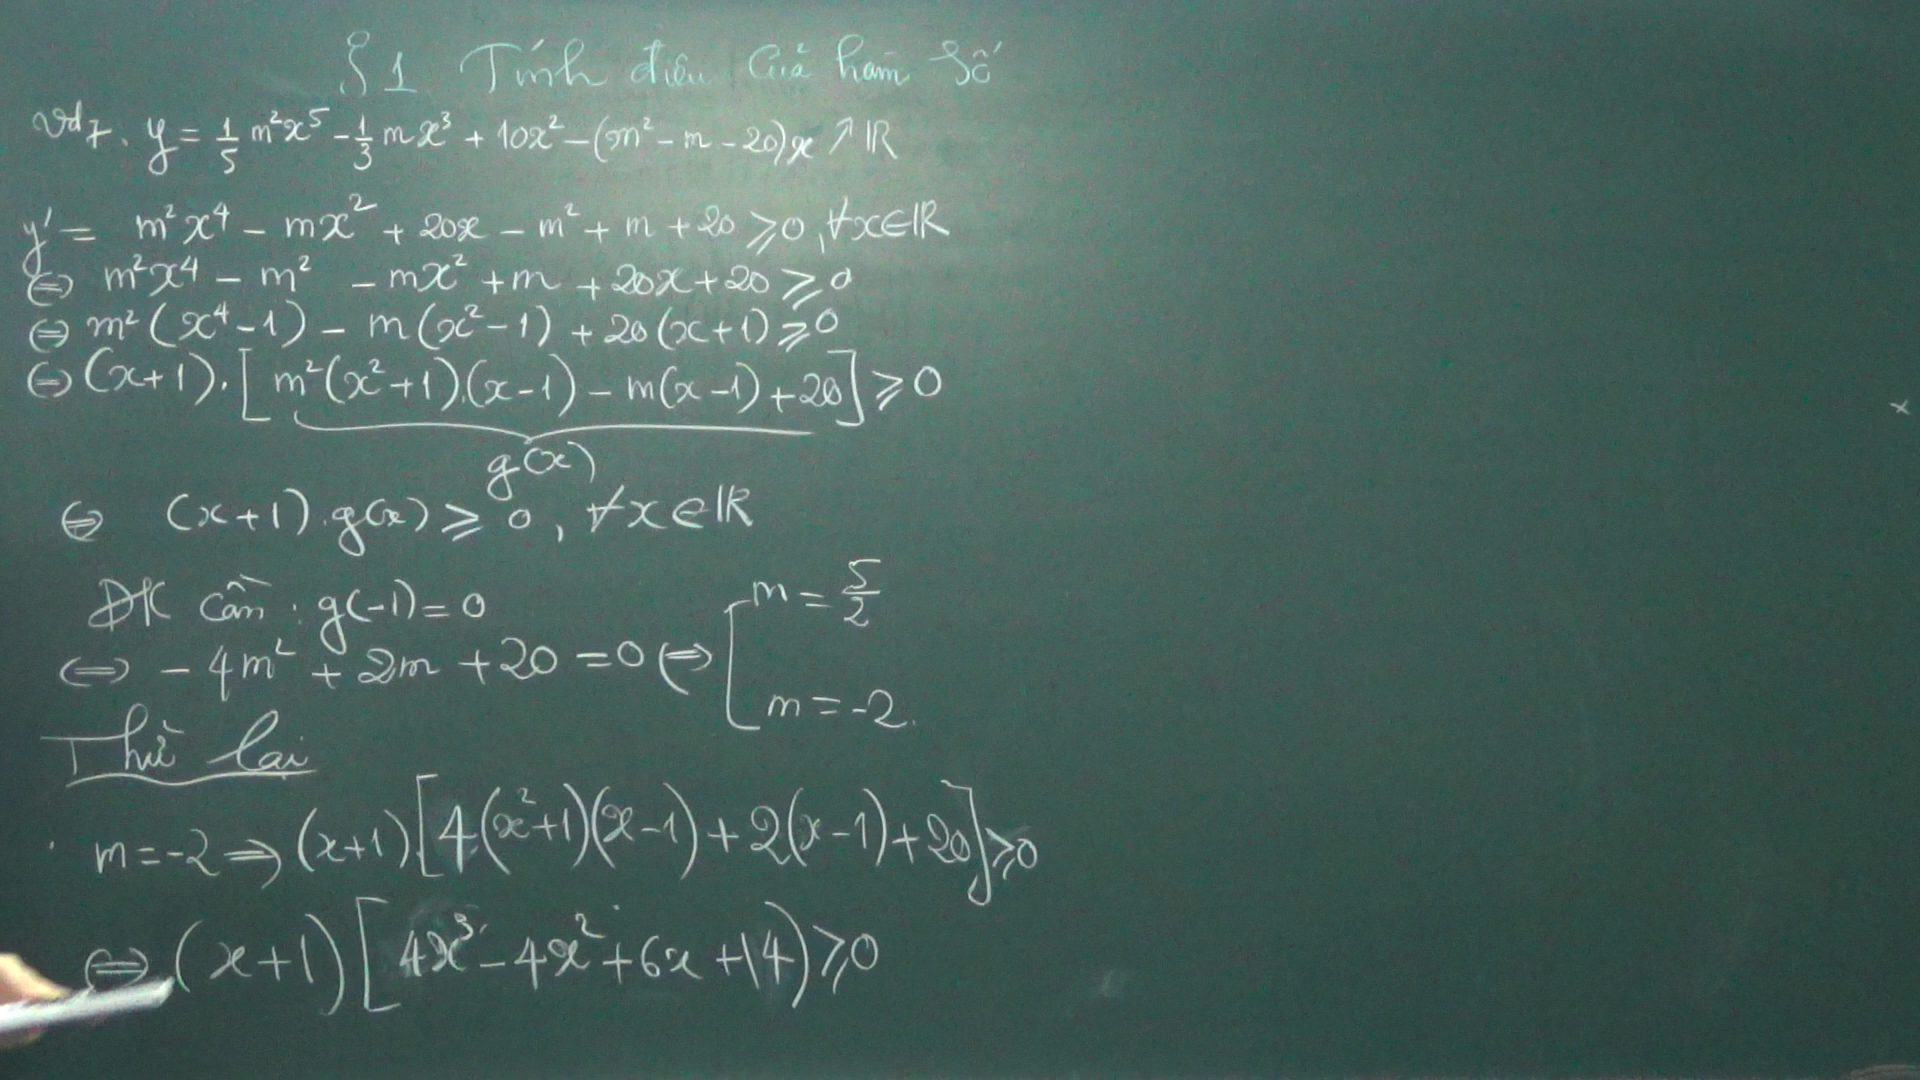 §1 Tính điệu của hàm số
Vd7. y = 1/5 m²x⁵ - 1/3 mx³ + 10x² - (m² - m - 20)x ↗ ℝ
y' = m²x⁴ - mx² + 20x - m² + m + 20 ⩾ 0, ∀x∈ℝ
⇔ m²x⁴ - m² - mx² + m + 20x + 20 ⩾ 0
⇔ m²(x⁴-1) - m(x²-1) + 20(x+1) ⩾ 0
⇔ (x+1).[m²(x²+1).(x-1) - m(x-1) + 20] ⩾ 0
g(x)
⇔ (x+1).g(x) ⩾ 0, ∀x∈ℝ
ĐK cần: g(-1) = 0
⇔ -4m² + 2m + 20 = 0 ⇔ [ m = 5/2
m = -2.
Thử lại
m = -2 ⇒ (x+1)[4(x²+1)(x-1) + 2(x-1) + 20] ⩾ 0
⇔ (x+1)[4x³ - 4x² + 6x + 14) ⩾ 0